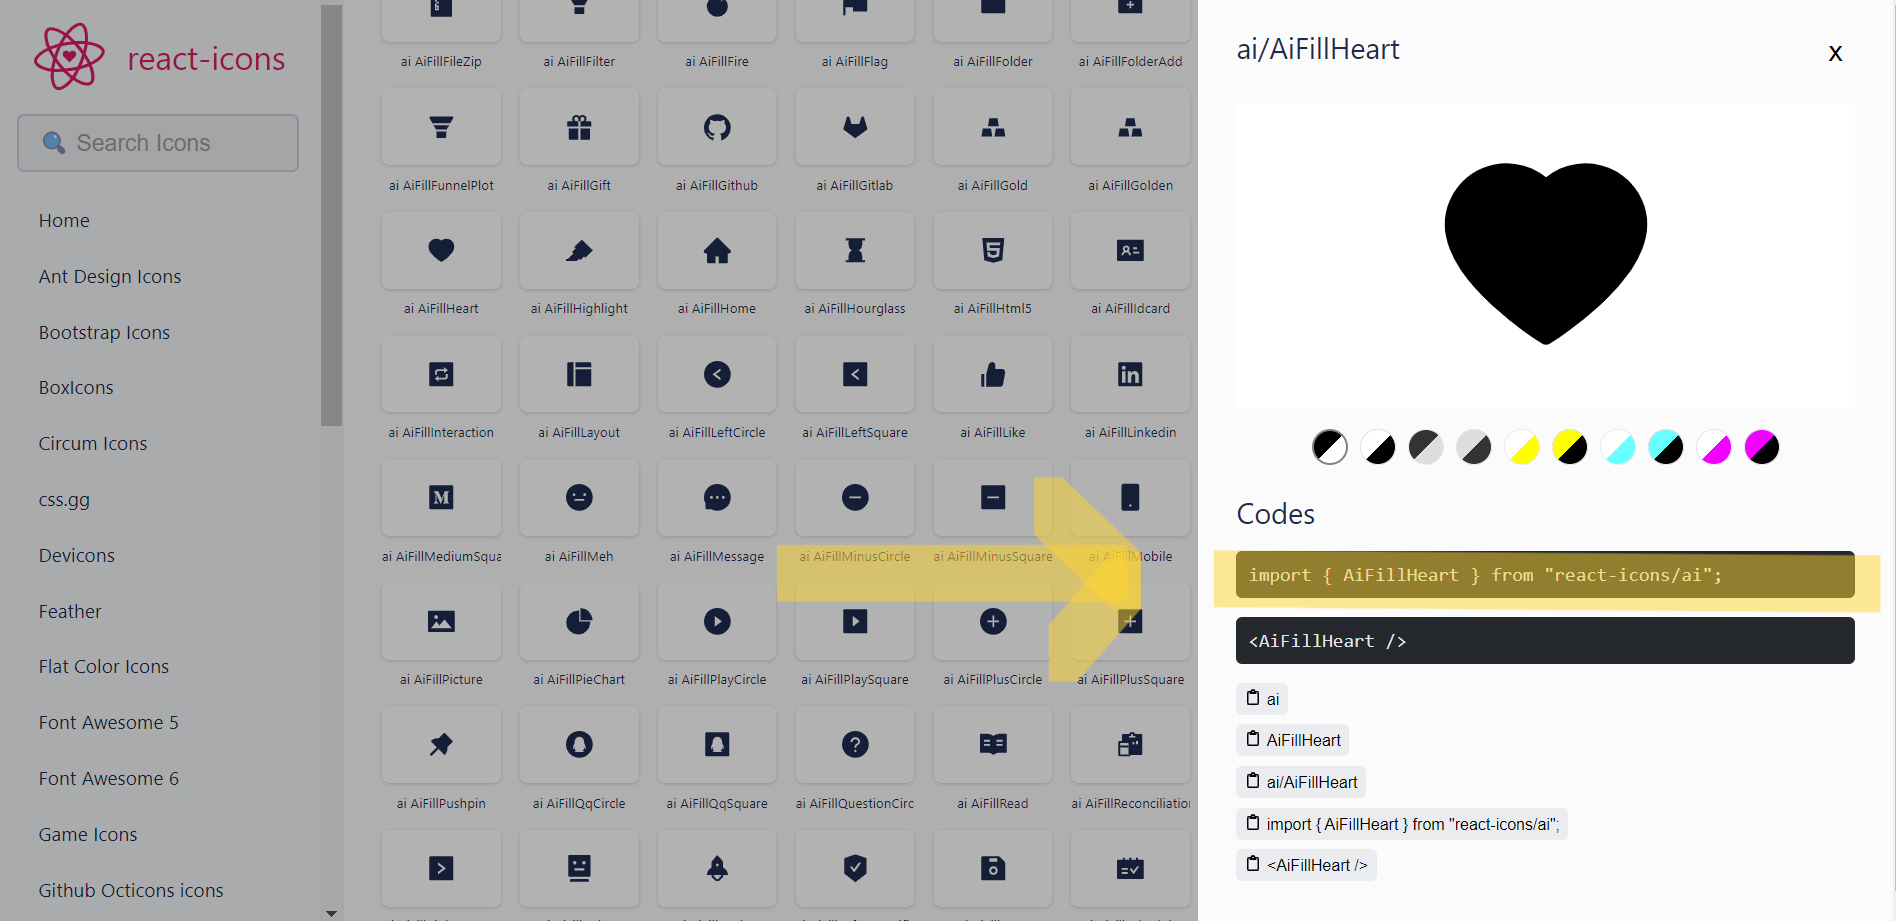 react-icons
Search Icons
Home
Ant Design Icons
Bootstrap Icons
BoxIcons
Circum Icons
css.gg
Devicons
Feather
Flat Color Icons
Font Awesome 5
Font Awesome 6
Game Icons
Github Octicons icons
ai AiFillFileZip
ai AiFillFilter
ai AiFillFire
ai AiFillFlag
ai AiFillFolder
ai AiFillFolderAdd
ai AiFillFunnelPlot
ai AiFillGift
ai AiFillGithub
ai AiFillGitlab
ai AiFillGold
ai AiFillGolden
ai AiFillHeart
ai AiFillHighlight
ai AiFillHome
ai AiFillHourglass
ai AiFillHtml5
ai AiFillIdcard
ai AiFillInteraction
ai AiFillLayout
ai AiFillLeftCircle
ai AiFillLeftSquare
ai AiFillLike
ai AiFillLinkedin
ai AiFillMediumSqua
ai AiFillMeh
ai AiFillMessage
ai AiFillMinusCircle
ai AiFillMinusSquare
ai AiFillMobile
ai AiFillPicture
ai AiFillPieChart
ai AiFillPlayCircle
ai AiFillPlaySquare
ai AiFillPlusCircle
ai AiFillPlusSquare
ai AiFillPushpin
ai AiFillQqCircle
ai AiFillQqSquare
ai AiFillQuestionCirc
ai AiFillRead
ai AiFillReconciliation
ai/AiFillHeart
x
Codes
import { AiFillHeart } from "react-icons/ai";
<AiFillHeart />
ai
AiFillHeart
ai/AiFillHeart
import { AiFillHeart } from "react-icons/ai";
<AiFillHeart />